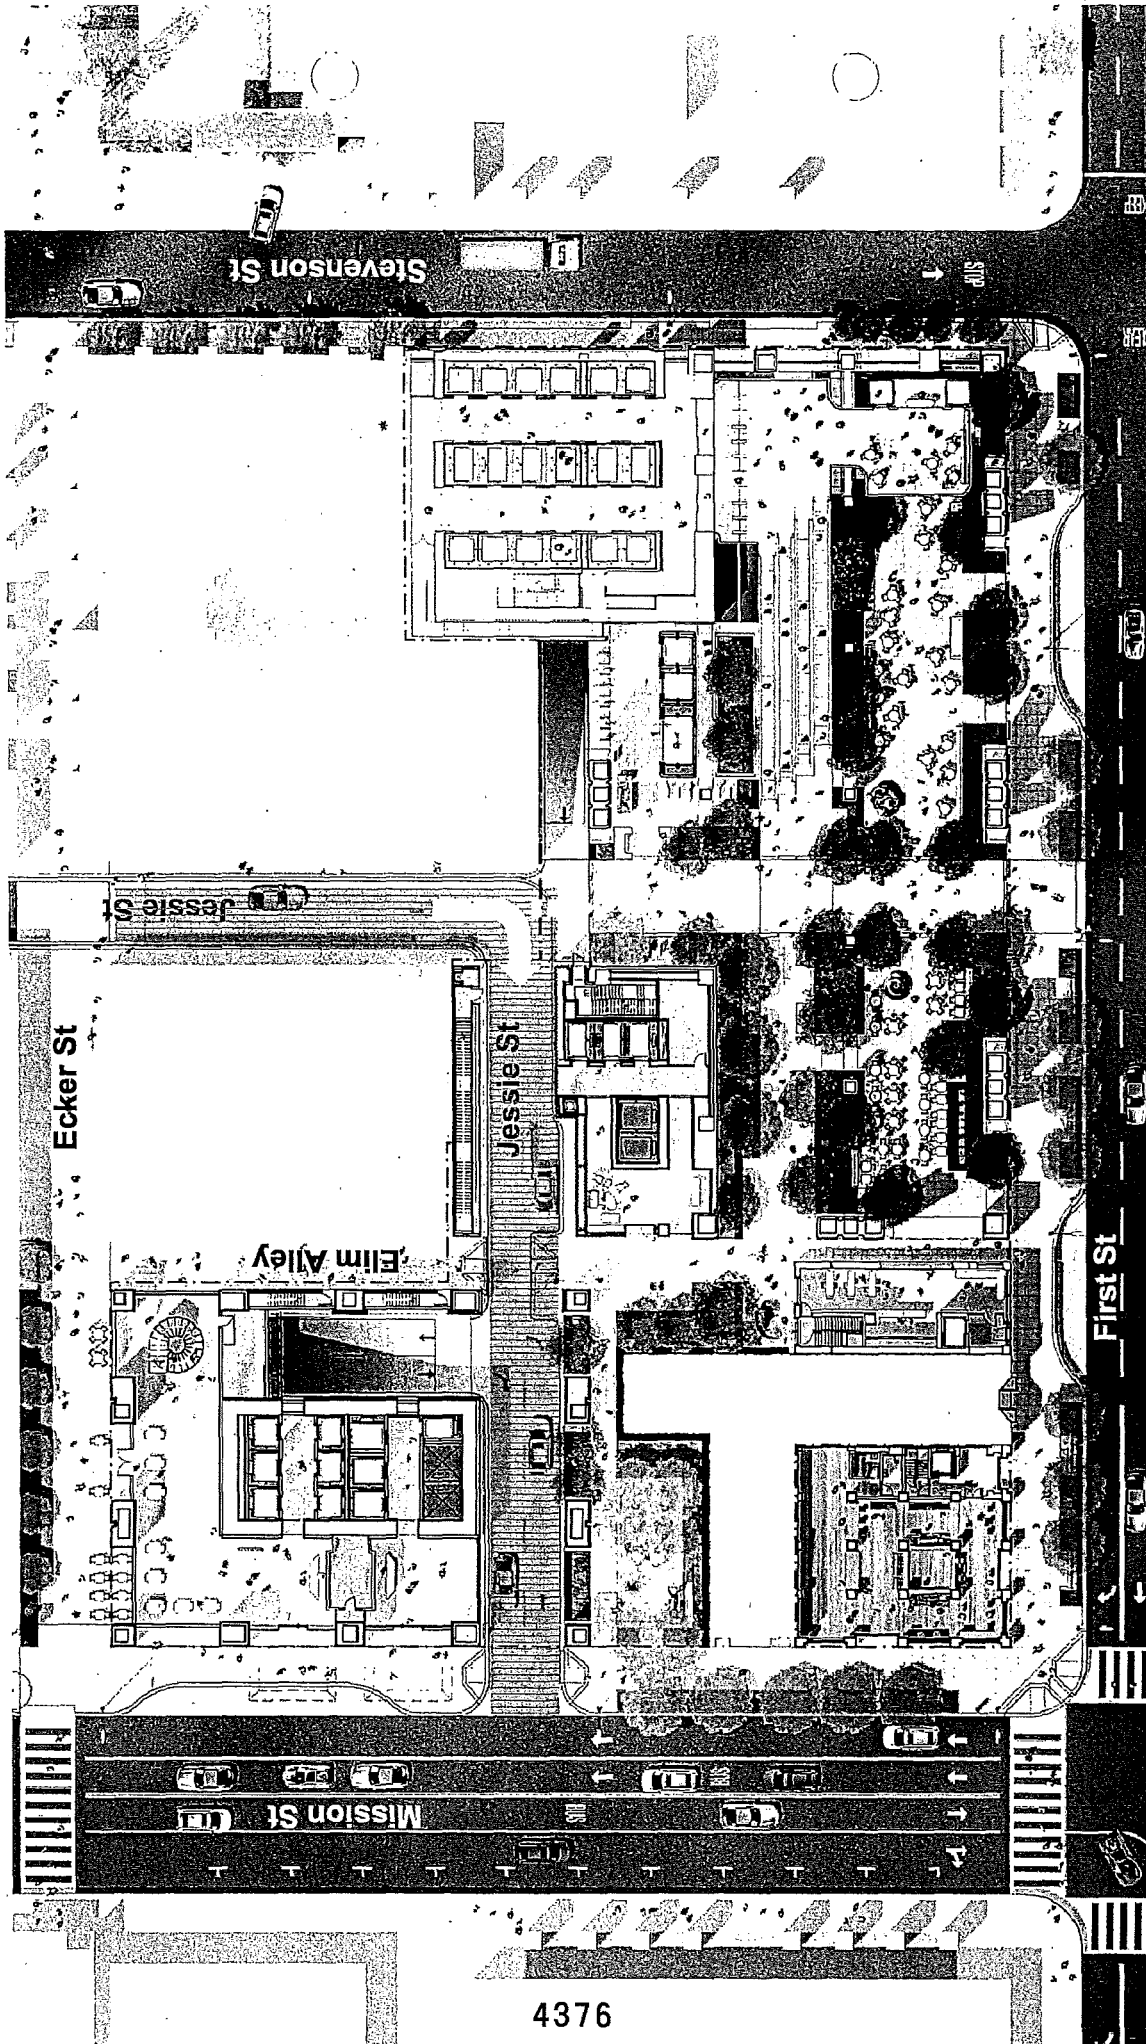 Stevenson St
STOP
Jessie St
Ecker St
Jessie St
Elim Alley
First St
BUS
Mission St
BUS
4376